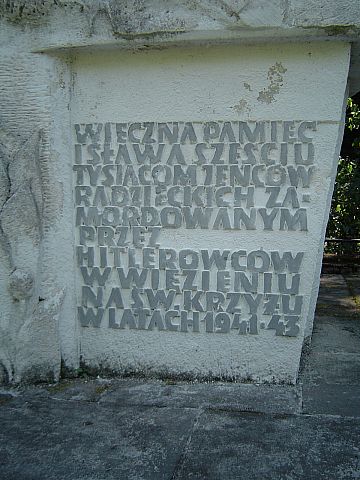 WIECZNA PAMIĘĆ
I SŁAWA SZEŚCIU
TYSIĄCOM JEŃCÓW
RADZIECKICH ZA-
MORDOWANYM
PRZEZ
HITLEROWCÓW
W WIĘZIENIU
NA ŚW. KRZYŻU
W LATACH 1941-43